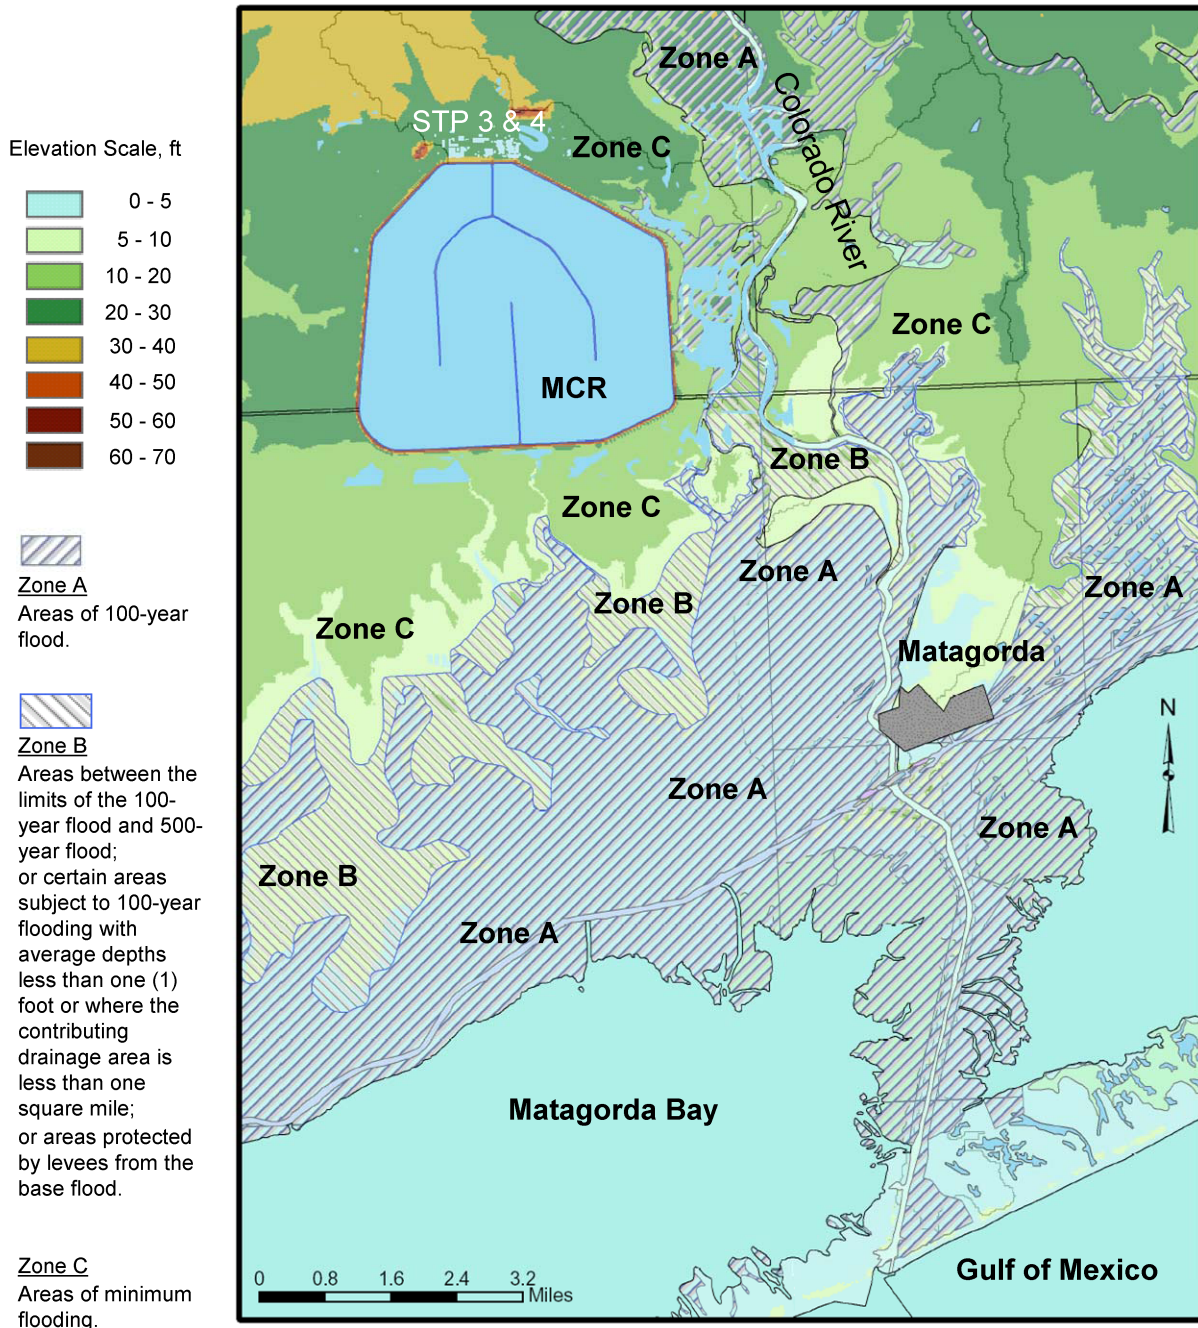 Elevation Scale, ft
0 - 5
5 - 10
10 - 20
20 - 30
30 - 40
40 - 50
50 - 60
60 - 70
Zone A
Areas of 100-year
flood.
Zone B
Areas between the
limits of the 100-
year flood and 500-
year flood;
or certain areas
subject to 100-year
flooding with
average depths
less than one (1)
foot or where the
contributing
drainage area is
less than one
square mile;
or areas protected
by levees from the
base flood.
Zone C
Areas of minimum
flooding.
Zone A
Colorado River
STP 3 & 4
Zone C
Zone C
MCR
Zone B
Zone C
Zone A
Zone A
Zone B
Zone C
Matagorda
N
Zone A
Zone A
Zone B
Zone A
Matagorda Bay
Gulf of Mexico
0 0.8 1.6 2.4 3.2
Miles